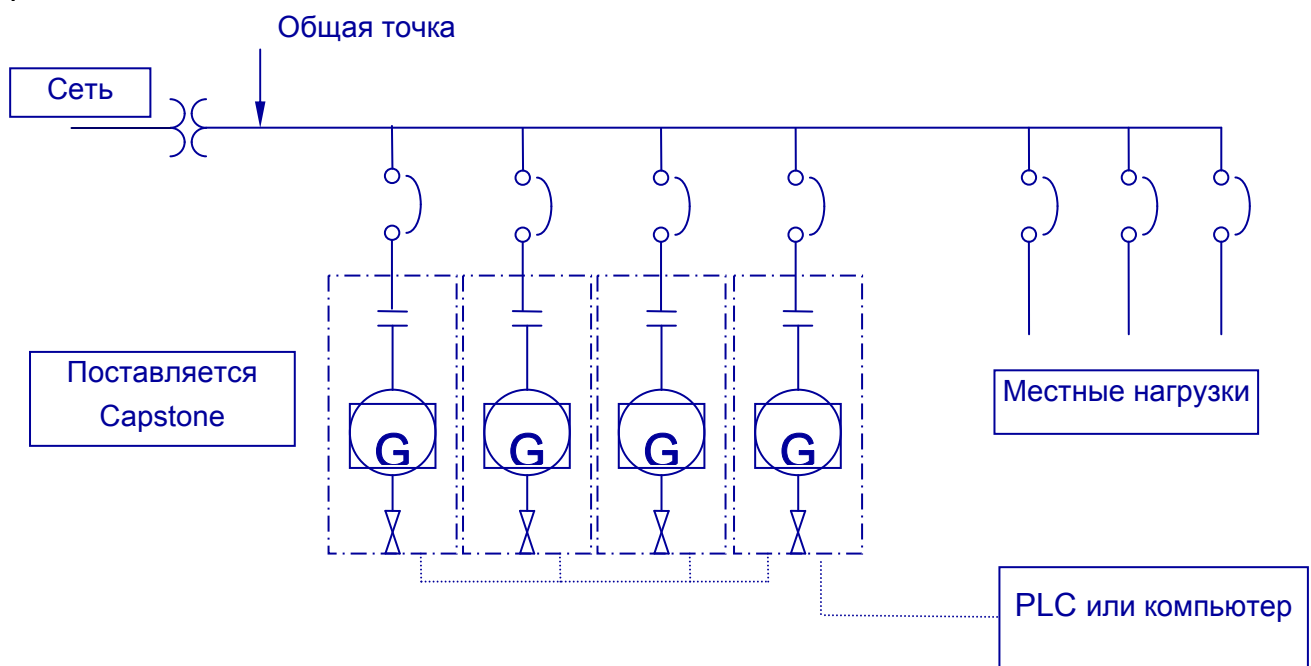 Общая точка
Сеть
Поставляется
Capstone
G
G
G
G
Местные нагрузки
PLC или компьютер